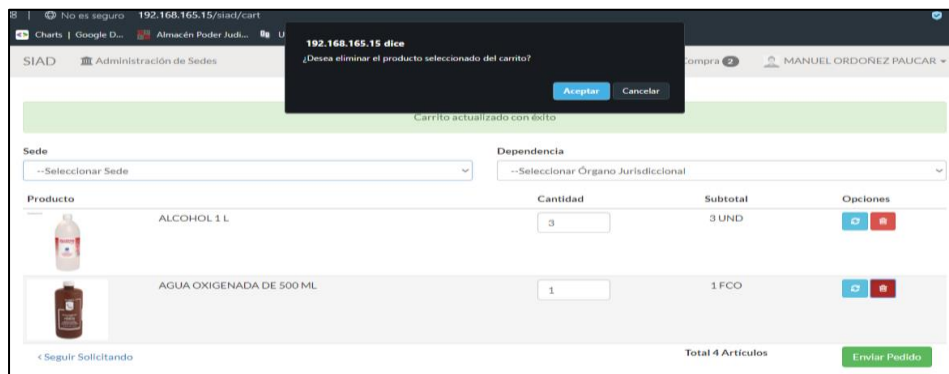 No es seguro 192.168.165.15/siad/cart
Charts | Google D... Almacén Poder Judi... U
192.168.165.15 dice
¿Desea eliminar el producto seleccionado del carrito?
Aceptar Cancelar
SIAD Administración de Sedes Compra 2 MANUEL ORDOÑEZ PAUCAR
Carrito actualizado con éxito
Sede Dependencia
--Seleccionar Sede --Seleccionar Órgano Jurisdiccional
Producto Cantidad Subtotal Opciones
ALCOHOL 1 L 3 3 UND
AGUA OXIGENADA DE 500 ML 1 1 FCO
< Seguir Solicitando Total 4 Artículos Enviar Pedido